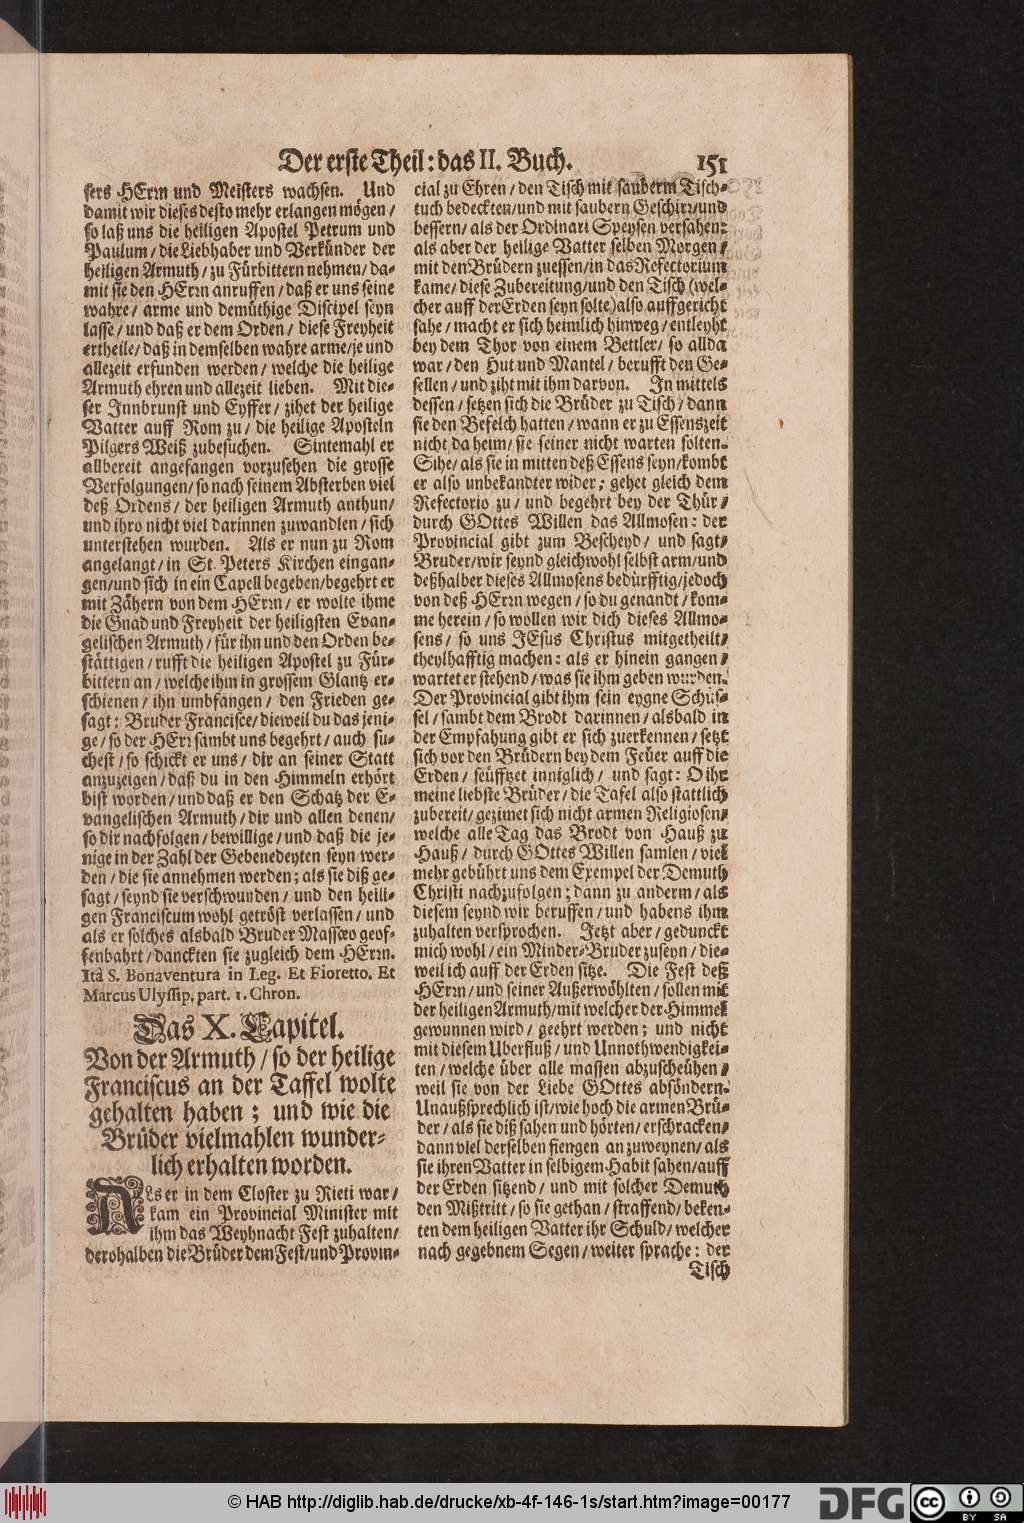 Der erste Theil: das II. Buch. 151
sers HErrn und Meisters wachsen. Und
damit wir dieses desto mehr erlangen mögen /
so laß uns die heiligen Apostel Petrum und
Paulum / die Liebhaber und Verkünder der
heiligen Armuth / zu Fürbittern nehmen / da-
mit sie den HErrn anruffen / daß er uns seine
wahre / arme und demüthige Discipel seyn
lasse / und daß er dem Orden / diese Freyheit
ertheile / daß in demselben wahre arme / je und
allezeit erfunden werden / welche die heilige
Armuth ehren und allezeit lieben. Mit die-
ser Innbrunst und Eyffer / zihet der heilige
Vatter auff Rom zu / die heilige Aposteln
Pilgers Weiß zubesuchen. Sintemahl er
allbereit angefangen vorzusehen die grosse
Verfolgungen / so nach seinem Absterben viel
deß Ordens / der heiligen Armuth anthun /
und ihro nicht viel darinnen zuwandlen / sich
unterstehen wurden. Als er nun zu Rom
angelangt / in St. Peters Kirchen eingan-
gen / und sich in ein Capell begeben / begehrt er
mit Zähern von dem HErrn / er wolte ihme
die Gnad und Freyheit der heiligsten Evan-
gelischen Armuth / für ihn und den Orden be-
stättigen / rufft die heiligen Apostel zu Für-
bittern an / welche ihm in grossem Glantz er-
schienen / ihn umbfangen / den Frieden ge-
sagt: Bruder Francisce / dieweil du das jeni-
ge / so der HErr sambt uns begehrt / auch su-
chest / so schickt er uns / dir an seiner Statt
anzuzeigen / daß du in den Himmeln erhört
bist worden / und daß er den Schatz der E-
vangelischen Armuth / dir und allen denen /
so dir nachfolgen / bewillige / und daß die je-
nige in der Zahl der Gebenedeyten seyn wer-
den / die sie annehmen werden; als sie diß ge-
sagt / seynd sie verschwunden / und den heili-
gen Franciscum wohl getröst verlassen / und
als er solches alsbald Bruder Massæo geof-
fenbahrt / danckten sie zugleich dem HErrn.
Itâ S. Bonaventura in Leg. Et Fioretto. Et
Marcus Ulyssip. part. 1. Chron.
Das X. Capitel.
Von der Armuth / so der heilige
Franciscus an der Taffel wolte
gehalten haben; und wie die
Brüder vielmahlen wunder-
lich erhalten worden.
Als er in dem Closter zu Rieti war /
kam ein Provincial Minister mit
ihm das Weyhnacht Fest zuhalten /
derohalben die Brüder dem Fest / und Provin-
cial zu Ehren / den Tisch mit sauberm Tisch-
tuch bedeckten / und mit saubern Geschirr / und
bessern / als der Ordinari Speysen versahen:
als aber der heilige Vatter selben Morgen /
mit den Brüdern zuessen / in das Refectorium
kame / diese Zubereitung / und den Tisch (wel-
cher auff der Erden seyn solte) also auffgericht
sahe / macht er sich heimlich hinweg / entleyht
bey dem Thor von einem Bettler / so allda
war / den Hut und Mantel / berufft den Ge-
sellen / und ziht mit ihm darvon. In mittels
dessen / setzen sich die Brüder zu Tisch / dann
sie den Befelch hatten / wann er zu Essenszeit
nicht daheim / sie seiner nicht warten solten.
Sihe / als sie in mitten deß Essens seyn / kombt
er also unbekandter wider; gehet gleich dem
Refectorio zu / und begehrt bey der Thür /
durch GOttes Willen das Allmosen: der
Provincial gibt zum Bescheyd / und sagt /
Bruder / wir seynd gleichwohl selbst arm / und
deßhalber dieses Allmosens bedürfftig / jedoch
von deß HErrn wegen / so du genandt / kom-
me herein / so wollen wir dich dieses Allmo-
sens / so uns JEsus Christus mitgetheilt /
theylhafftig machen: als er hinein gangen /
wartet er stehend / was sie ihm geben wurden.
Der Provincial gibt ihm sein eygne Schüs-
sel / sambt dem Brodt darinnen / alsbald in
der Empfahung gibt er sich zuerkennen / setzt
sich vor den Brüdern bey dem Feüer auff die
Erden / seüfftzet inniglich / und sagt: O ihr
meine liebste Brüder / die Tafel also stattlich
zubereit / gezimet sich nicht armen Religiosen /
welche alle Tag das Brodt von Hauß zu
Hauß / durch GOttes Willen samlen / viel
mehr gebührt uns dem Exempel der Demuth
Christi nachzufolgen; dann zu anderm / als
diesem seynd wir beruffen / und habens ihm
zuhalten versprochen. Jetzt aber / gedunckt
mich wohl / ein Minder-Bruder zuseyn / die-
weil ich auff der Erden sitze. Die Fest deß
HErrn / und seiner Außerwöhlten / sollen mit
der heiligen Armuth / mit welcher der Himmel
gewunnen wird / geehrt werden; und nicht
mit diesem Uberfluß / und Unnothwendigkei-
ten / welche über alle massen abzuscheühen /
weil sie von der Liebe GOttes absöndern.
Unaußsprechlich ist / wie hoch die armen Brü-
der / als sie diß sahen und hörten / erschracken /
dann viel derselben fiengen an zuweynen / als
sie ihren Vatter in selbigem Habit sahen / auff
der Erden sitzend / und mit solcher Demuth
den Mißtritt / so sie gethan / straffend / beken-
ten dem heiligen Vatter ihr Schuld / welcher
nach gegebnem Segen / weiter sprache: der
Tisch
© HAB http://diglib.hab.de/drucke/xb-4f-146-1s/start.htm?image=00177
DFG
cc
BY SA